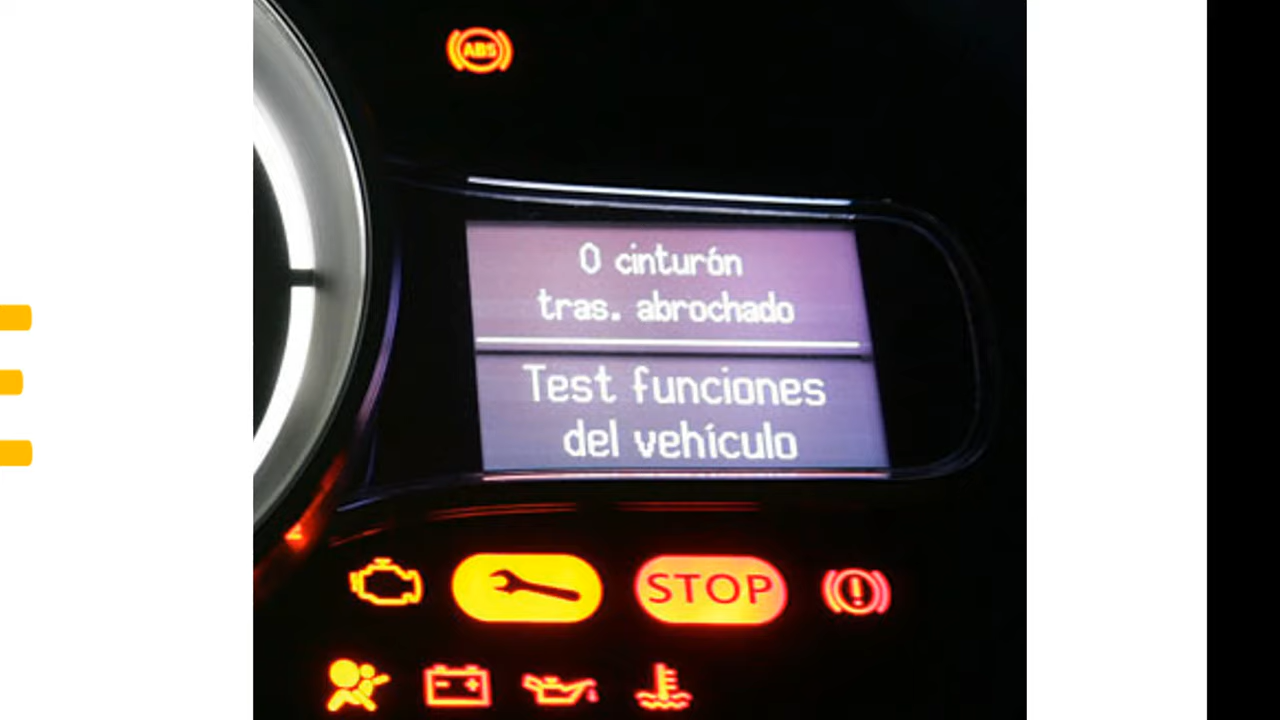 ABS
0 cinturón
tras. abrochado
Test funciones
del vehículo
STOP